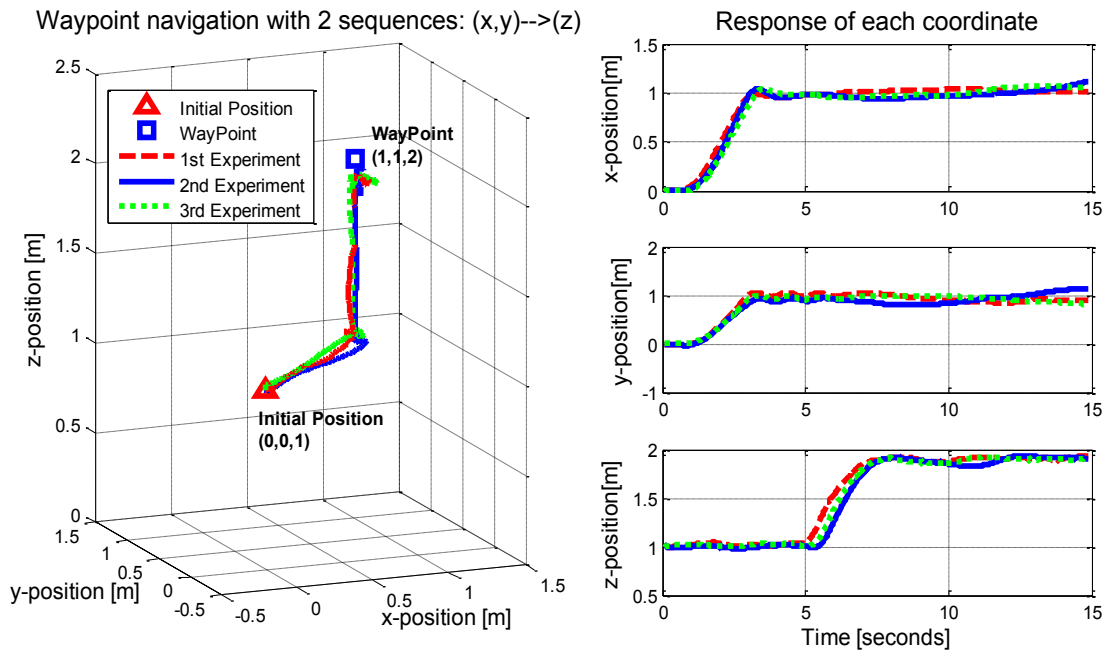 Waypoint navigation with 2 sequences: (x,y)-->(z)
2.5
2
1.5
1
0.5
0
z-position [m]
Initial Position
WayPoint
1st Experiment
2nd Experiment
3rd Experiment
WayPoint
(1,1,2)
Initial Position
(0,0,1)
1.5
1
0.5
0
-0.5
y-position [m]
-0.5
0
0.5
1
1.5
x-position [m]
Response of each coordinate
1.5
1
0.5
0
x-position[m]
0
5
10
15
2
1
0
-1
y-position[m]
0
5
10
15
2
1.5
1
0.5
z-position[m]
0
5
10
15
Time [seconds]